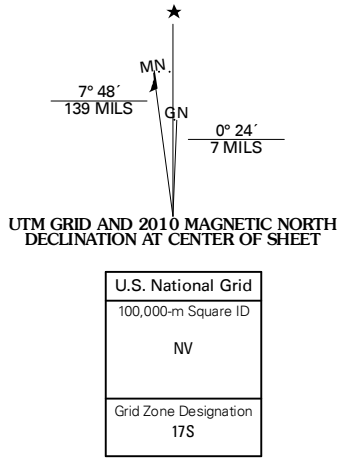 ★
M.N.
7° 48´
139 MILS
GN
0° 24´
7 MILS
UTM GRID AND 2010 MAGNETIC NORTH
DECLINATION AT CENTER OF SHEET
U.S. National Grid
100,000-m Square ID
NV
Grid Zone Designation
17S